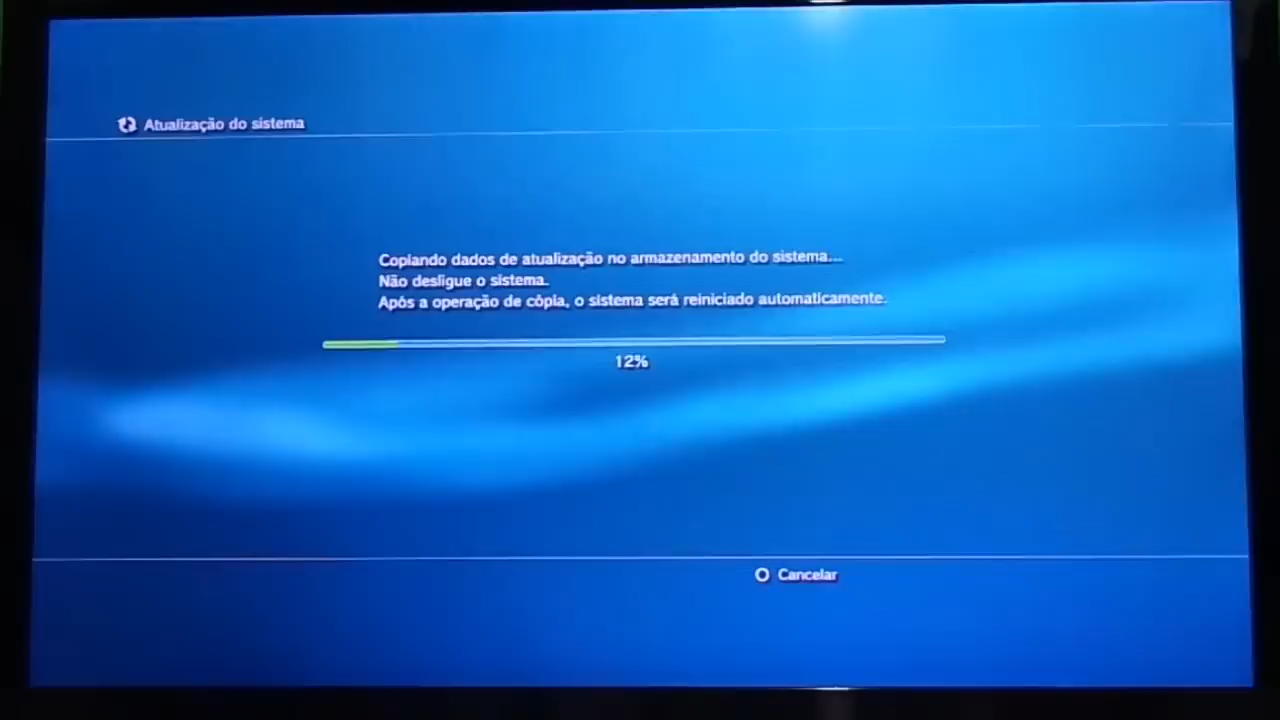 Atualização do sistema
Copiando dados de atualização no armazenamento do sistema...
Não desligue o sistema.
Após a operação de cópia, o sistema será reiniciado automaticamente.
12%
Cancelar